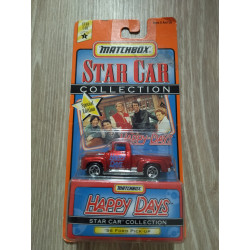 MATCHBOX
STAR CAR
COLLECTION
HAPPY DAYS
MATCHBOX
HAPPY DAYS
STAR CAR COLLECTION
'56 FORD PICK-UP